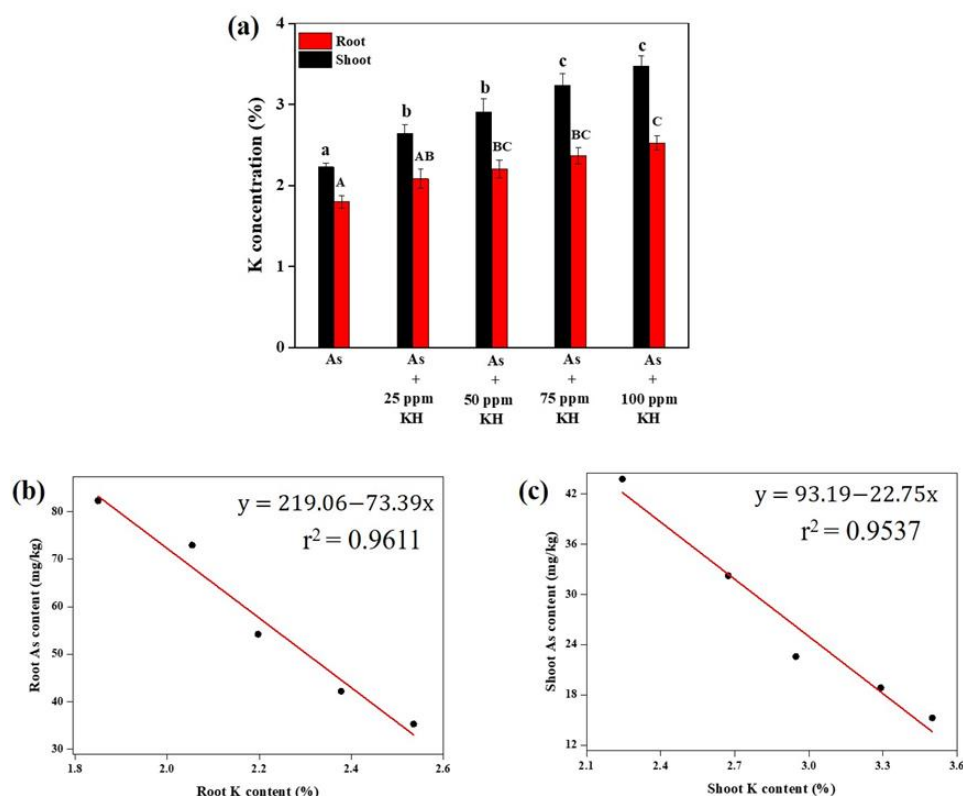 (a)
Root
Shoot
K concentration (%)
4
3
2
1
0
a
A
b
AB
b
BC
c
BC
c
C
As
As + 25 ppm KH
As + 50 ppm KH
As + 75 ppm KH
As + 100 ppm KH
(b)
y = 219.06−73.39x
r² = 0.9611
Root As content (mg/kg)
80
70
60
50
40
30
1.8 2.0 2.2 2.4 2.6
Root K content (%)
(c)
y = 93.19−22.75x
r² = 0.9537
Shoot As content (mg/kg)
42
36
30
24
18
12
2.1 2.4 2.7 3.0 3.3 3.6
Shoot K content (%)